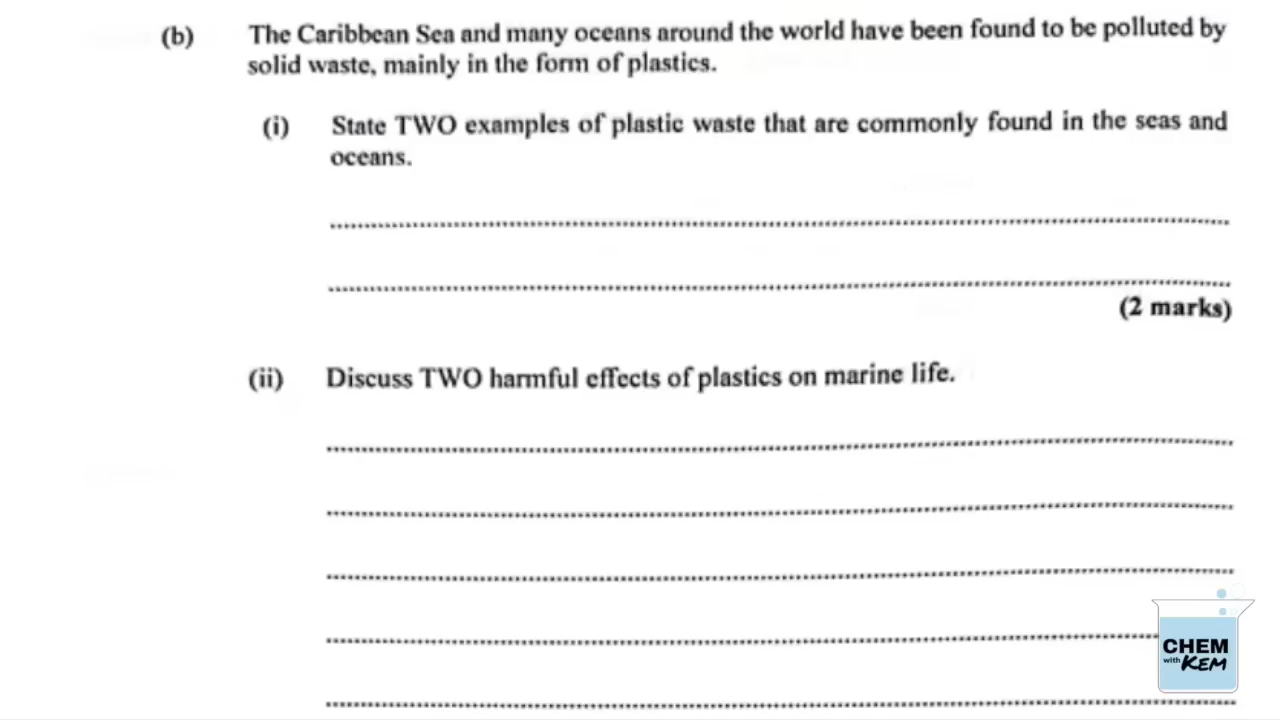 (b) The Caribbean Sea and many oceans around the world have been found to be polluted by
solid waste, mainly in the form of plastics.
(i) State TWO examples of plastic waste that are commonly found in the seas and
oceans.
(2 marks)
(ii) Discuss TWO harmful effects of plastics on marine life.
CHEM
with KEM